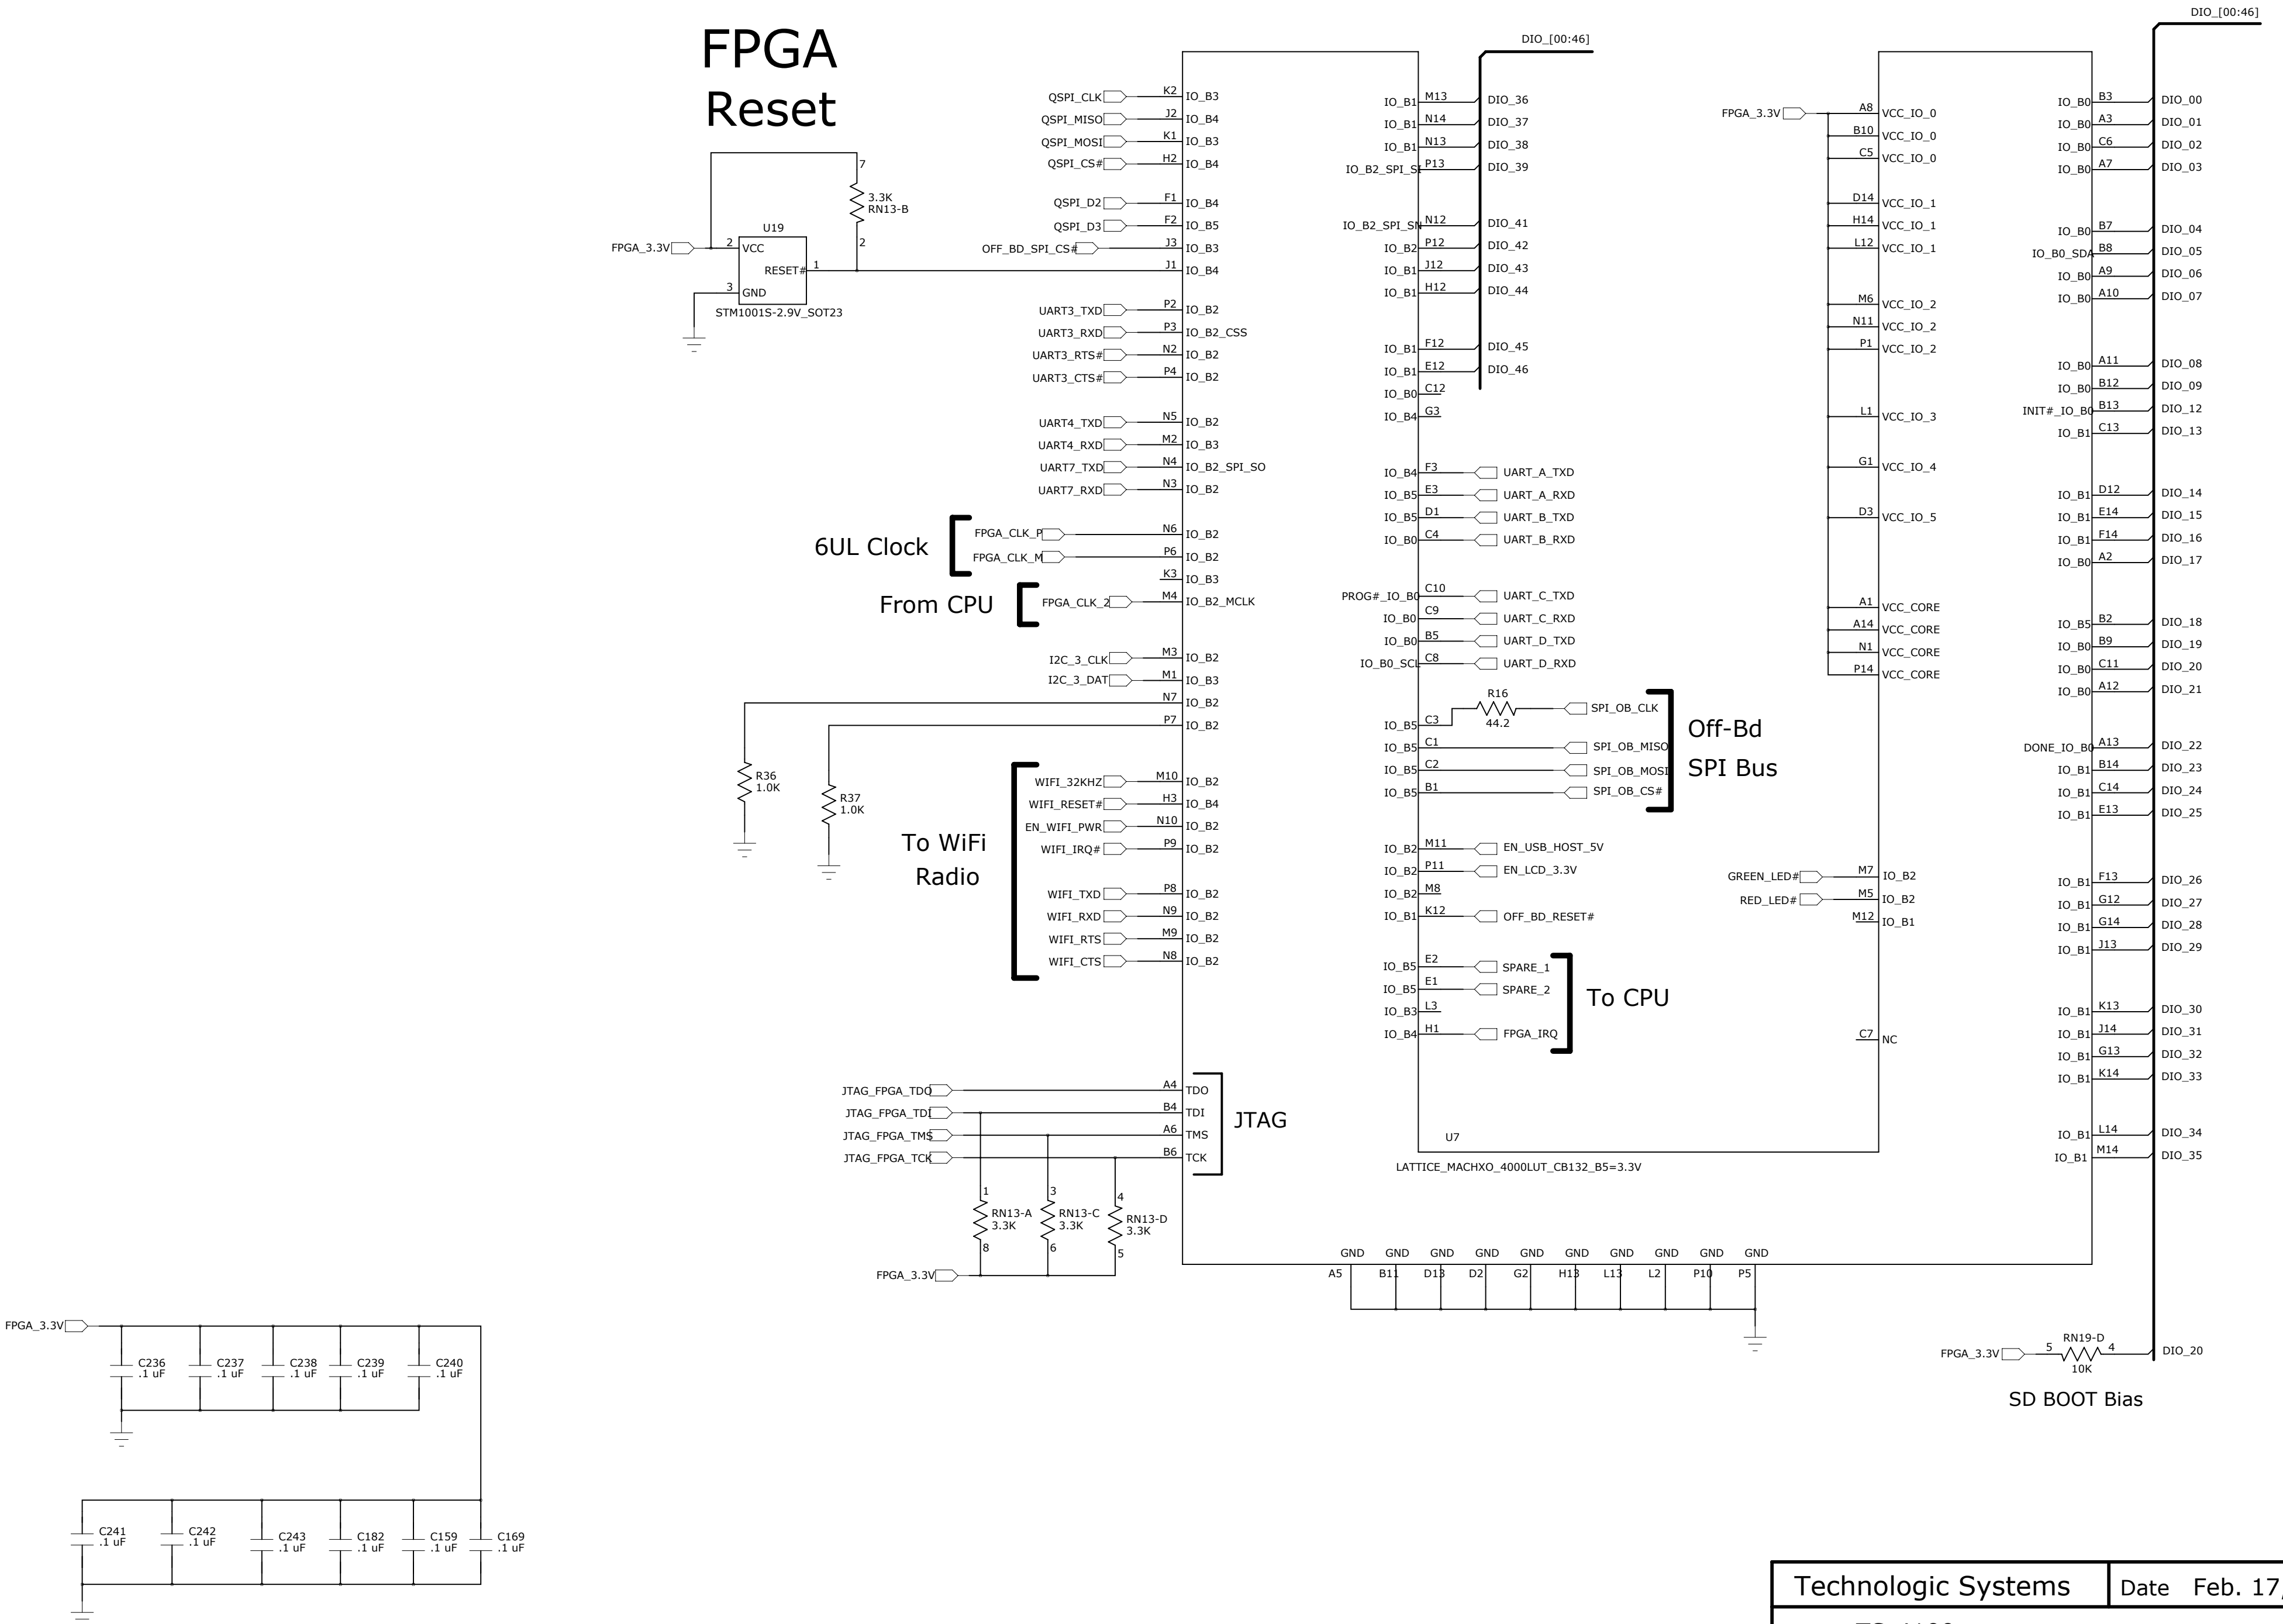 DIO_[00:46]
DIO_[00:46]
FPGA
Reset
7
3.3K
RN13-B
2
U19
FPGA_3.3V
2 VCC
RESET# 1
3 GND
STM1001S-2.9V_SOT23
QSPI_CLK K2 IO_B3
QSPI_MISO J2 IO_B4
QSPI_MOSI K1 IO_B3
QSPI_CS# H2 IO_B4
QSPI_D2 F1 IO_B4
QSPI_D3 F2 IO_B5
OFF_BD_SPI_CS# J3 IO_B3
J1 IO_B4
UART3_TXD P2 IO_B2
UART3_RXD P3 IO_B2_CSS
UART3_RTS# N2 IO_B2
UART3_CTS# P4 IO_B2
UART4_TXD N5 IO_B2
UART4_RXD M2 IO_B3
UART7_TXD N4 IO_B2_SPI_SO
UART7_RXD N3 IO_B2
6UL Clock
FPGA_CLK_P N6 IO_B2
FPGA_CLK_M P6 IO_B2
K3 IO_B3
From CPU
FPGA_CLK_2 M4 IO_B2_MCLK
I2C_3_CLK M3 IO_B2
I2C_3_DAT M1 IO_B3
N7 IO_B2
P7 IO_B2
R36
1.0K
R37
1.0K
To WiFi
Radio
WIFI_32KHZ M10 IO_B2
WIFI_RESET# H3 IO_B4
EN_WIFI_PWR N10 IO_B2
WIFI_IRQ# P9 IO_B2
WIFI_TXD P8 IO_B2
WIFI_RXD N9 IO_B2
WIFI_RTS M9 IO_B2
WIFI_CTS N8 IO_B2
JTAG_FPGA_TDO A4 TDO
JTAG_FPGA_TDI B4 TDI
JTAG_FPGA_TMS A6 TMS
JTAG_FPGA_TCK B6 TCK
JTAG
1 3 4
RN13-A
3.3K
RN13-C
3.3K
RN13-D
3.3K
8 6 5
FPGA_3.3V
IO_B1 M13 DIO_36
IO_B1 N14 DIO_37
IO_B1 N13 DIO_38
IO_B2_SPI_SI P13 DIO_39
IO_B2_SPI_SN N12 DIO_41
IO_B2 P12 DIO_42
IO_B1 J12 DIO_43
IO_B1 H12 DIO_44
IO_B1 F12 DIO_45
IO_B1 E12 DIO_46
IO_B0 C12
IO_B4 G3
IO_B4 F3 UART_A_TXD
IO_B5 E3 UART_A_RXD
IO_B5 D1 UART_B_TXD
IO_B0 C4 UART_B_RXD
PROG#_IO_B0 C10 UART_C_TXD
IO_B0 C9 UART_C_RXD
IO_B0 B5 UART_D_TXD
IO_B0_SCL C8 UART_D_RXD
R16
44.2
IO_B5 C3 SPI_OB_CLK
IO_B5 C1 SPI_OB_MISO
IO_B5 C2 SPI_OB_MOSI
IO_B5 B1 SPI_OB_CS#
Off-Bd
SPI Bus
IO_B2 M11 EN_USB_HOST_5V
IO_B2 P11 EN_LCD_3.3V
IO_B2 M8
IO_B1 K12 OFF_BD_RESET#
IO_B5 E2 SPARE_1
IO_B5 E1 SPARE_2
IO_B3 L3
IO_B4 H1 FPGA_IRQ
To CPU
U7
LATTICE_MACHXO_4000LUT_CB132_B5=3.3V
GND GND GND GND GND GND GND GND GND GND
A5 B11 D13 D2 G2 H13 L13 L2 P10 P5
FPGA_3.3V A8 VCC_IO_0
B10 VCC_IO_0
C5 VCC_IO_0
D14 VCC_IO_1
H14 VCC_IO_1
L12 VCC_IO_1
M6 VCC_IO_2
N11 VCC_IO_2
P1 VCC_IO_2
L1 VCC_IO_3
G1 VCC_IO_4
D3 VCC_IO_5
A1 VCC_CORE
A14 VCC_CORE
N1 VCC_CORE
P14 VCC_CORE
GREEN_LED# M7 IO_B2
RED_LED# M5 IO_B2
M12 IO_B1
C7 NC
IO_B0 B3 DIO_00
IO_B0 A3 DIO_01
IO_B0 C6 DIO_02
IO_B0 A7 DIO_03
IO_B0 B7 DIO_04
IO_B0_SDA B8 DIO_05
IO_B0 A9 DIO_06
IO_B0 A10 DIO_07
IO_B0 A11 DIO_08
IO_B0 B12 DIO_09
INIT#_IO_B0 B13 DIO_12
IO_B1 C13 DIO_13
IO_B1 D12 DIO_14
IO_B1 E14 DIO_15
IO_B1 F14 DIO_16
IO_B0 A2 DIO_17
IO_B5 B2 DIO_18
IO_B0 B9 DIO_19
IO_B0 C11 DIO_20
IO_B0 A12 DIO_21
DONE_IO_B0 A13 DIO_22
IO_B1 B14 DIO_23
IO_B1 C14 DIO_24
IO_B1 E13 DIO_25
IO_B1 F13 DIO_26
IO_B1 G12 DIO_27
IO_B1 G14 DIO_28
IO_B1 J13 DIO_29
IO_B1 K13 DIO_30
IO_B1 J14 DIO_31
IO_B1 G13 DIO_32
IO_B1 K14 DIO_33
IO_B1 L14 DIO_34
IO_B1 M14 DIO_35
RN19-D
FPGA_3.3V 5 4 DIO_20
10K
SD BOOT Bias
FPGA_3.3V
C236
.1 uF
C237
.1 uF
C238
.1 uF
C239
.1 uF
C240
.1 uF
C241
.1 uF
C242
.1 uF
C243
.1 uF
C182
.1 uF
C159
.1 uF
C169
.1 uF
Technologic Systems
Date Feb. 17,